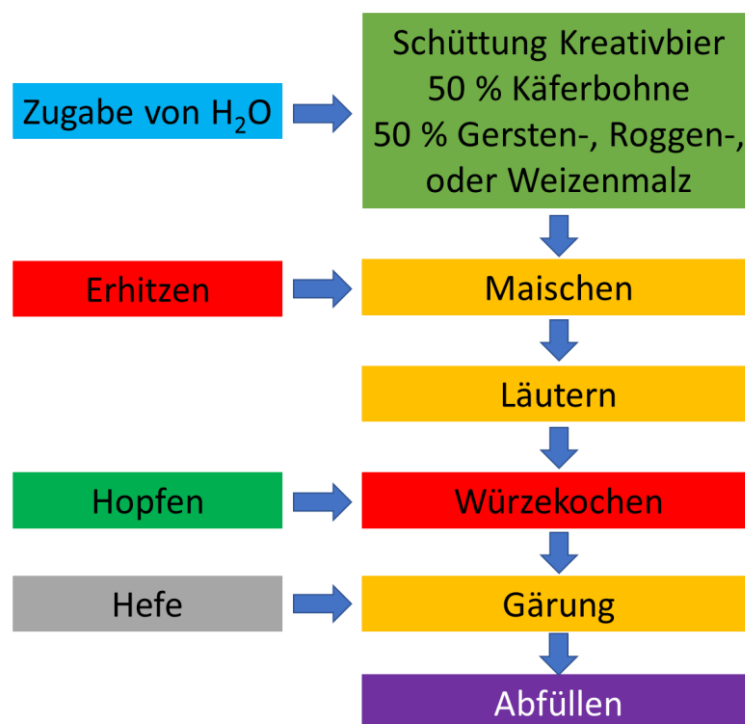 Zugabe von H₂O
Schüttung Kreativbier
50 % Käferbohne
50 % Gersten-, Roggen-,
oder Weizenmalz
Erhitzen
Maischen
Läutern
Hopfen
Würzekochen
Hefe
Gärung
Abfüllen